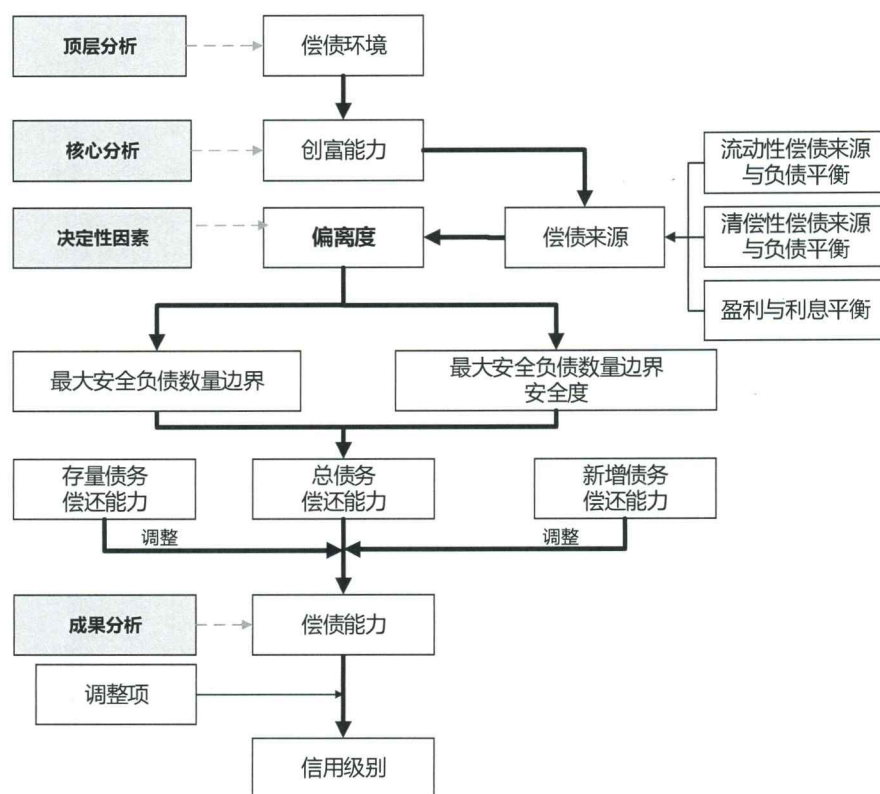 顶层分析
偿债环境
核心分析
创富能力
流动性偿债来源
与负债平衡
决定性因素
偏离度
偿债来源
清偿性偿债来源
与负债平衡
盈利与利息平衡
最大安全负债数量边界
最大安全负债数量边界
安全度
存量债务
偿还能力
总债务
偿还能力
新增债务
偿还能力
调整
调整
成果分析
偿债能力
调整项
信用级别